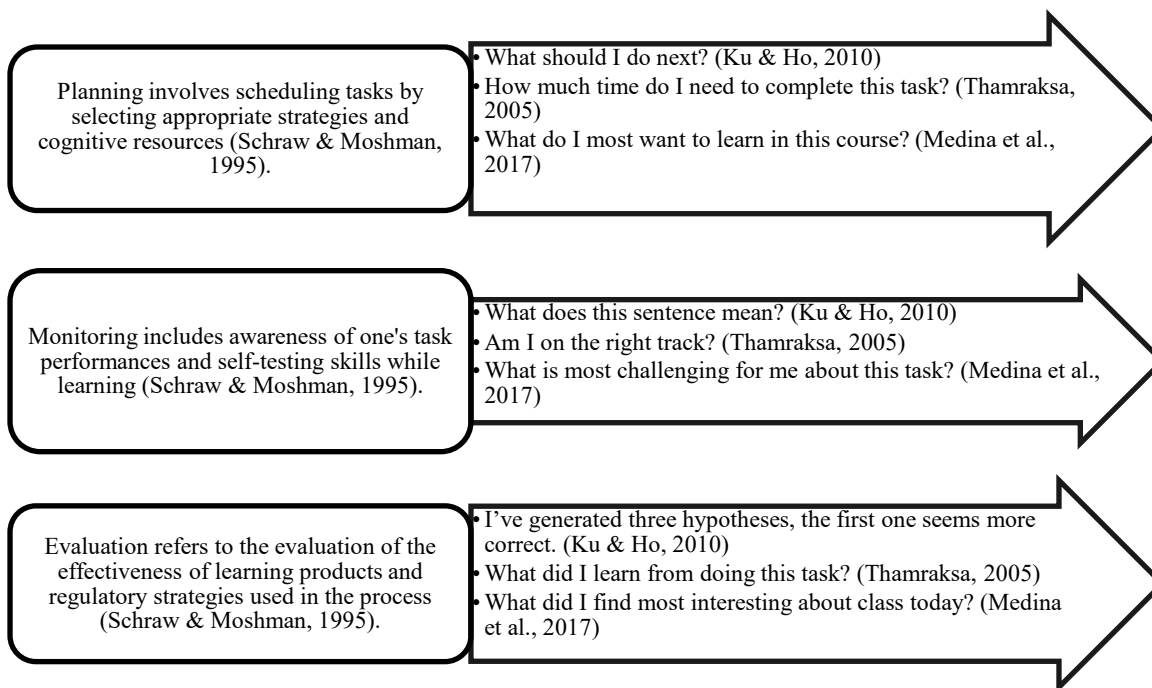 Planning involves scheduling tasks by
selecting appropriate strategies and
cognitive resources (Schraw & Moshman,
1995).
• What should I do next? (Ku & Ho, 2010)
• How much time do I need to complete this task? (Thamraksa,
2005)
• What do I most want to learn in this course? (Medina et al.,
2017)
Monitoring includes awareness of one's task
performances and self-testing skills while
learning (Schraw & Moshman, 1995).
• What does this sentence mean? (Ku & Ho, 2010)
• Am I on the right track? (Thamraksa, 2005)
• What is most challenging for me about this task? (Medina et al.,
2017)
Evaluation refers to the evaluation of the
effectiveness of learning products and
regulatory strategies used in the process
(Schraw & Moshman, 1995).
• I’ve generated three hypotheses, the first one seems more
correct. (Ku & Ho, 2010)
• What did I learn from doing this task? (Thamraksa, 2005)
• What did I find most interesting about class today? (Medina
et al., 2017)